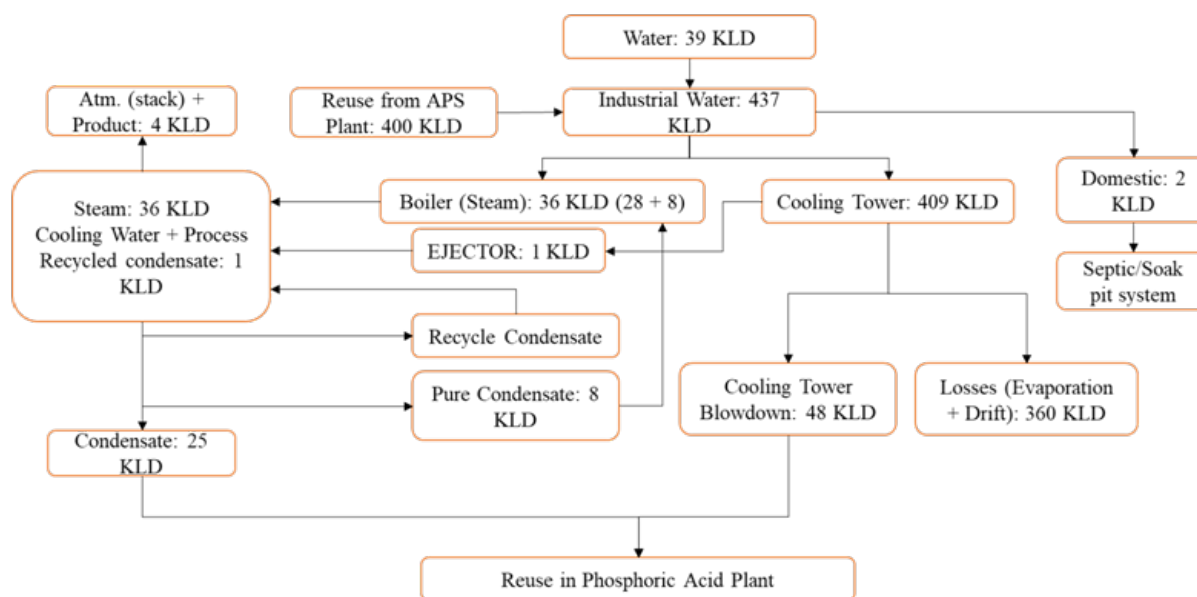 Water: 39 KLD
Atm. (stack) +
Product: 4 KLD
Reuse from APS
Plant: 400 KLD
Industrial Water: 437
KLD
Steam: 36 KLD
Cooling Water + Process
Recycled condensate: 1
KLD
Boiler (Steam): 36 KLD (28 + 8)
Cooling Tower: 409 KLD
Domestic: 2
KLD
EJECTOR: 1 KLD
Septic/Soak
pit system
Recycle Condensate
Pure Condensate: 8
KLD
Cooling Tower
Blowdown: 48 KLD
Losses (Evaporation
+ Drift): 360 KLD
Condensate: 25
KLD
Reuse in Phosphoric Acid Plant